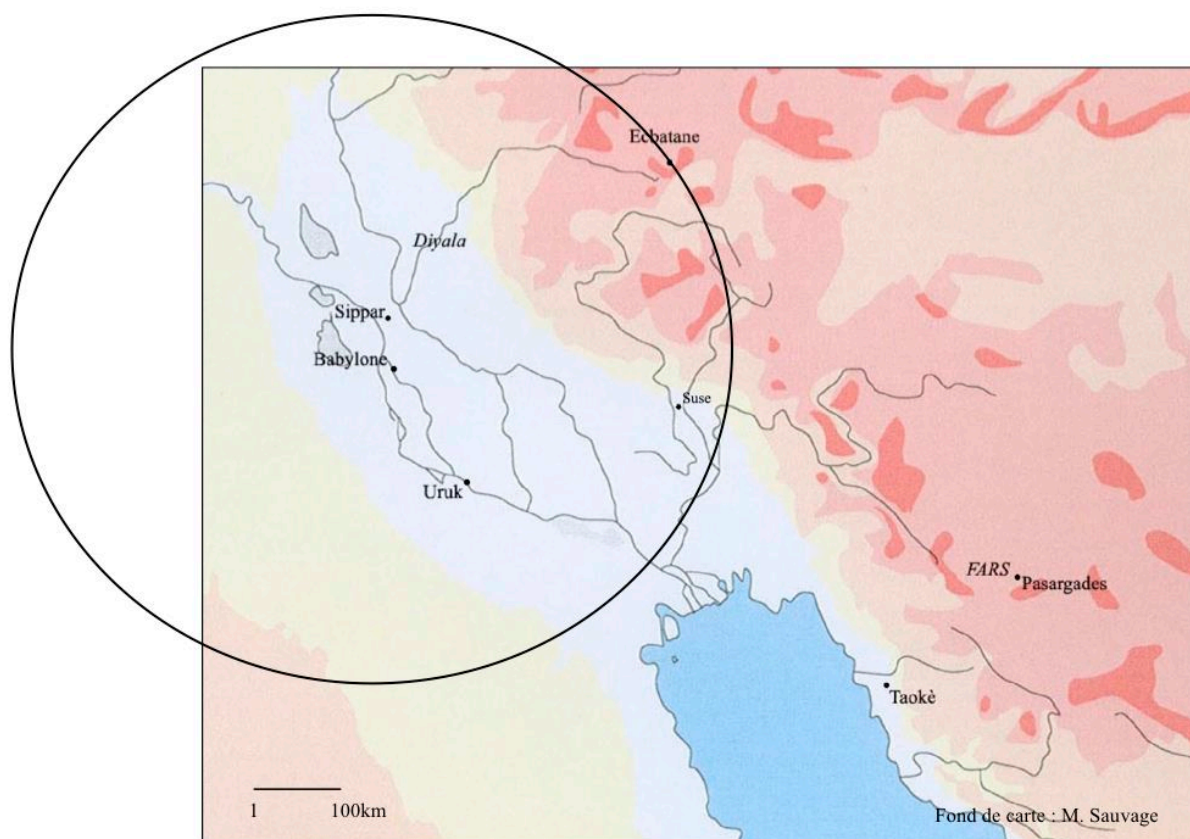 Ecbatane
Diyala
Sippar
Babylone
Suse
Uruk
FARS
Pasargades
Taokè
1 100km
Fond de carte : M. Sauvage